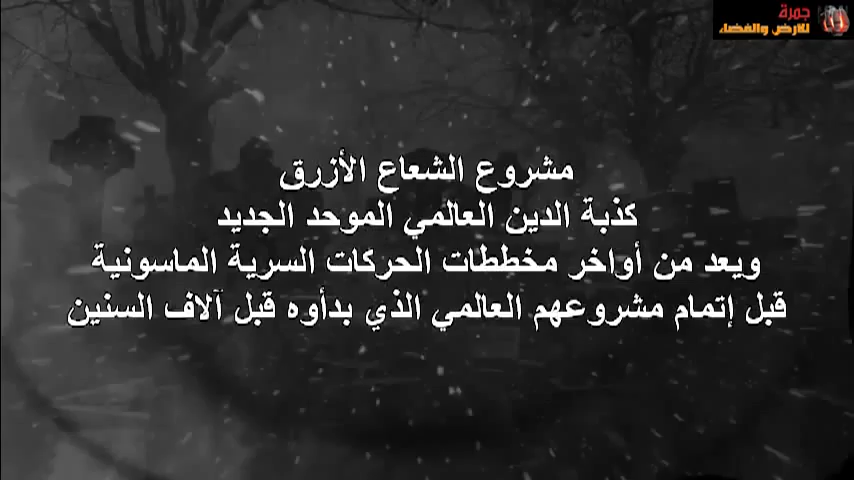 جمرة
للارض والفضاء
مشروع الشعاع الأزرق
كذبة الدين العالمي الموحد الجديد
ويعد من أواخر مخططات الحركات السرية الماسونية
قبل إتمام مشروعهم العالمي الذي بدأوه قبل آلاف السنين